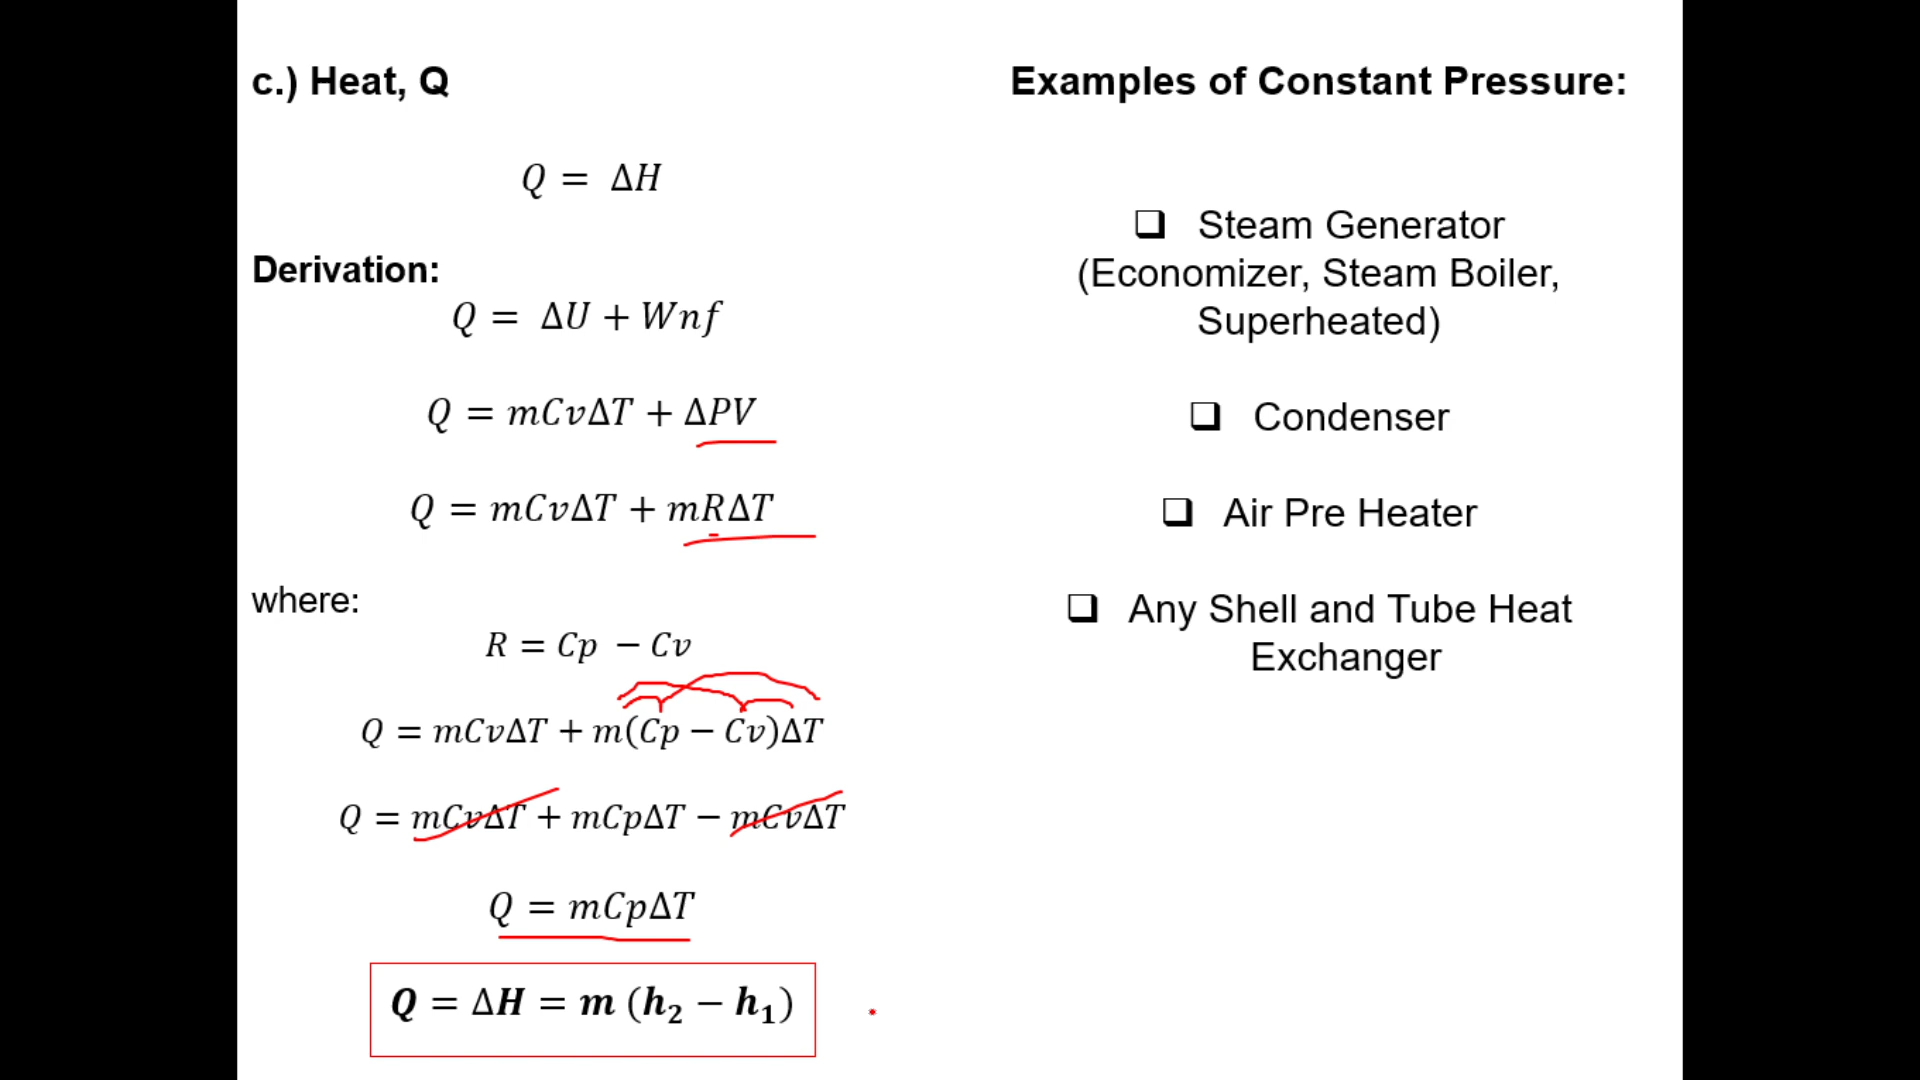 c.) Heat, Q
Q = ΔH
Derivation:
Q = ΔU + Wnf
Q = mCvΔT + ΔPV
Q = mCvΔT + mRΔT
where:
R = Cp − Cv
Q = mCvΔT + m(Cp − Cv)ΔT
Q = mCvΔT + mCpΔT − mCvΔT
Q = mCpΔT
Q = ΔH = m (h₂ − h₁)
Examples of Constant Pressure:
❑ Steam Generator
(Economizer, Steam Boiler,
Superheated)
❑ Condenser
❑ Air Pre Heater
❑ Any Shell and Tube Heat
Exchanger